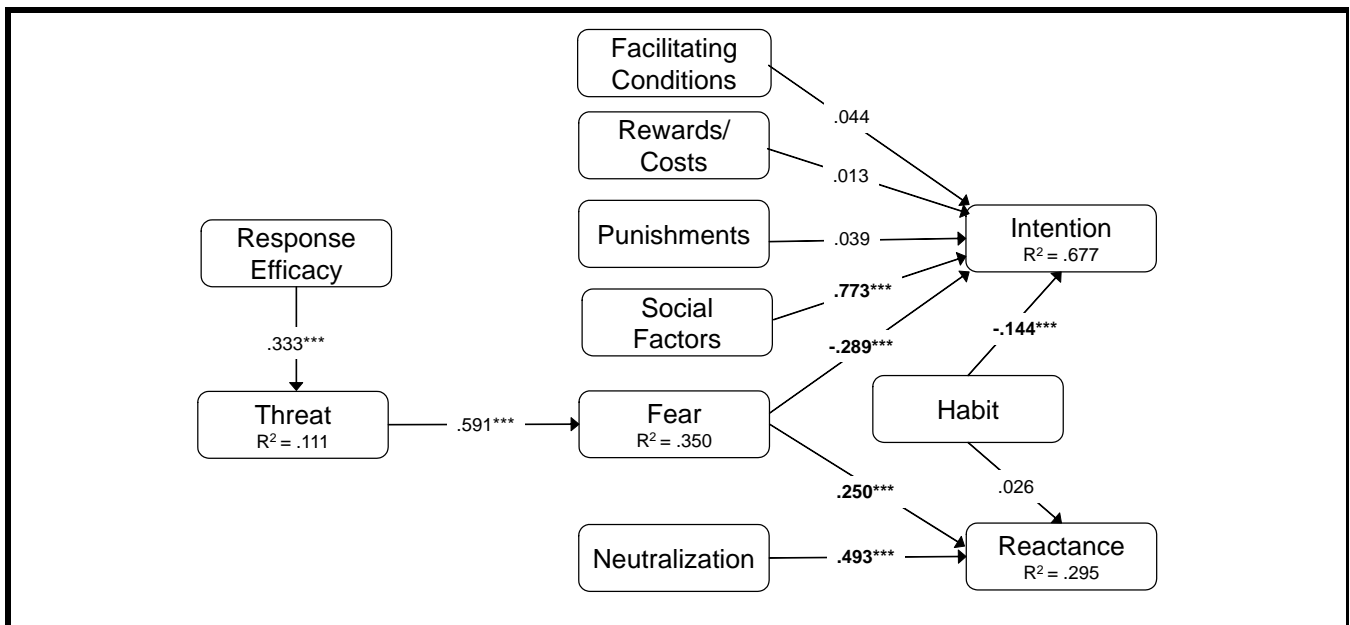 Facilitating
Conditions
.044
Rewards/
Costs
.013
Punishments
.039
Intention
R² = .677
Response
Efficacy
Social
Factors
.773***
-.289***
-.144***
.333***
Threat
R² = .111
.591***
Fear
R² = .350
Habit
.250***
.026
Neutralization
.493***
Reactance
R² = .295